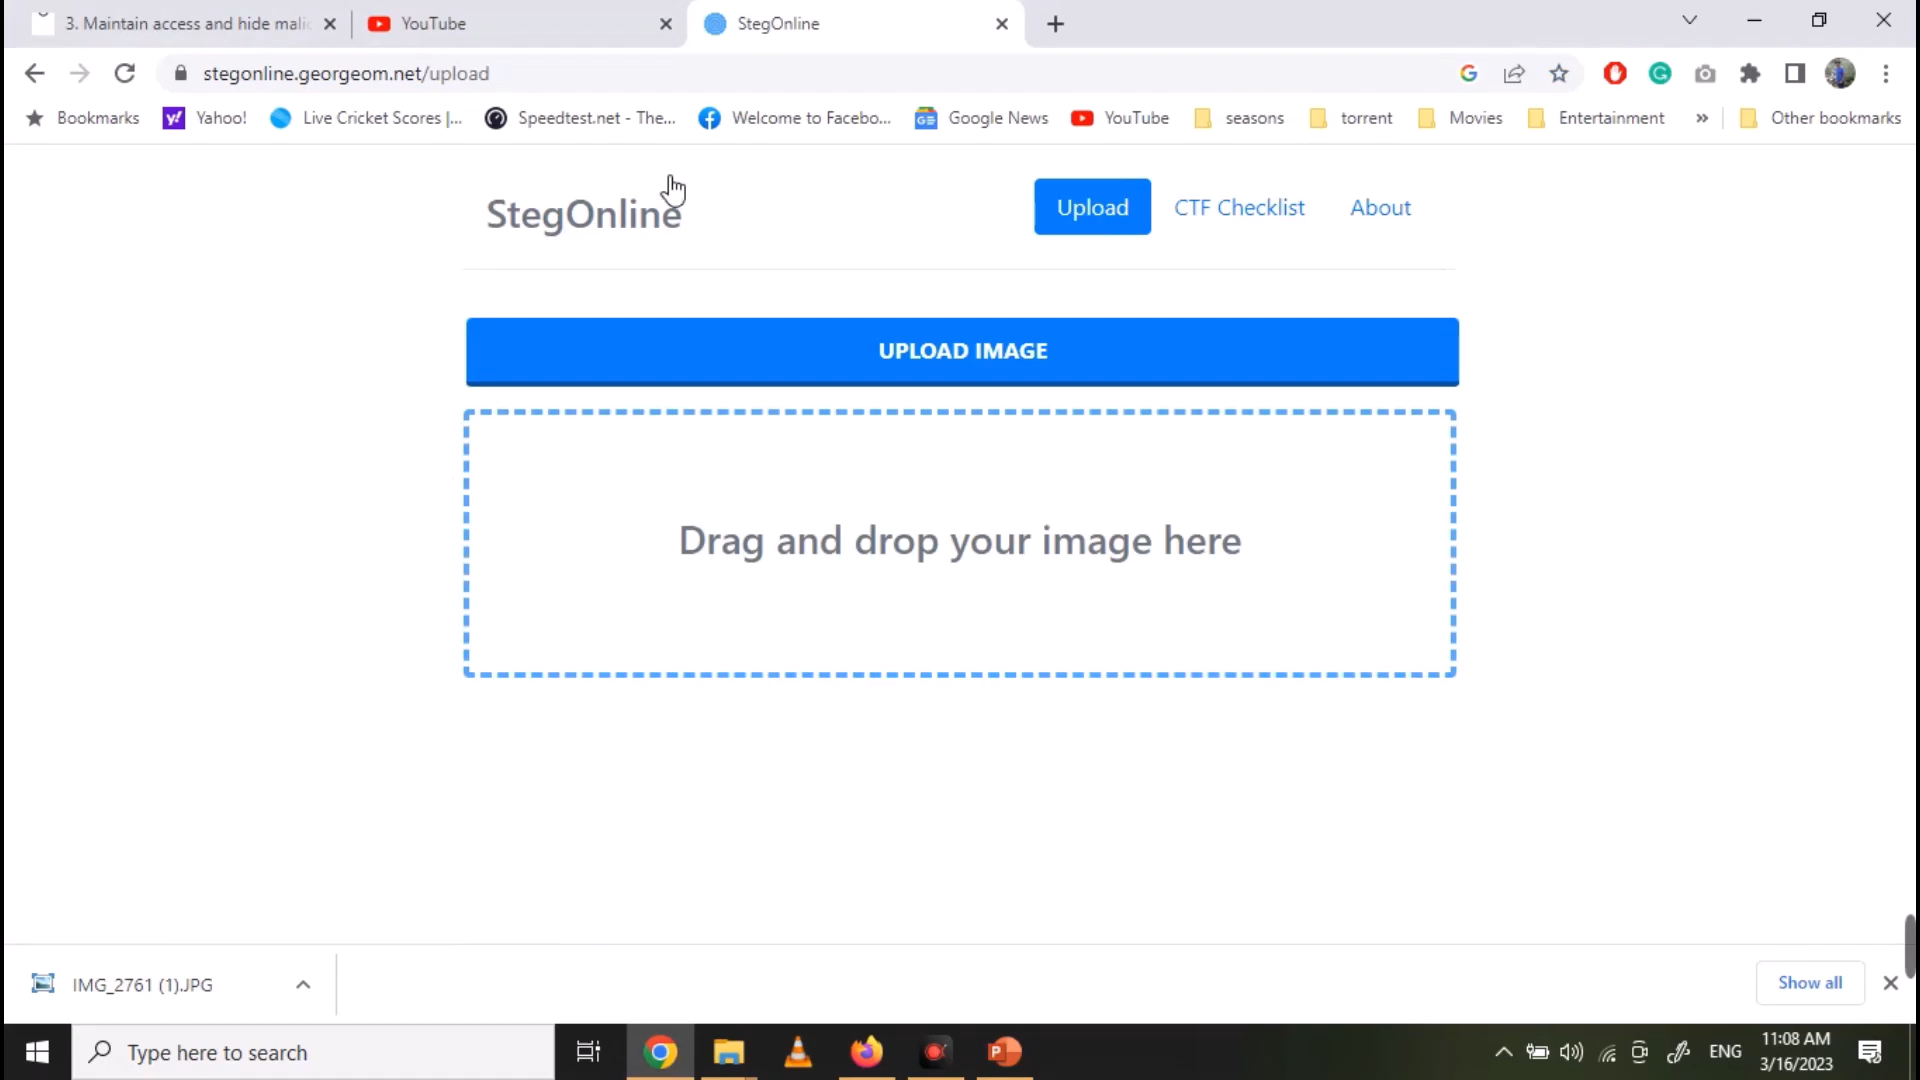 3. Maintain access and hide malic
YouTube
StegOnline
stegonline.georgeom.net/upload
Bookmarks
Yahoo!
Live Cricket Scores |...
Speedtest.net - The...
Welcome to Facebo...
Google News
YouTube
seasons
torrent
Movies
Entertainment
»
Other bookmarks
StegOnline
Upload
CTF Checklist
About
UPLOAD IMAGE
Drag and drop your image here
IMG_2761 (1).JPG
Show all
Type here to search
ENG
11:08 AM
3/16/2023